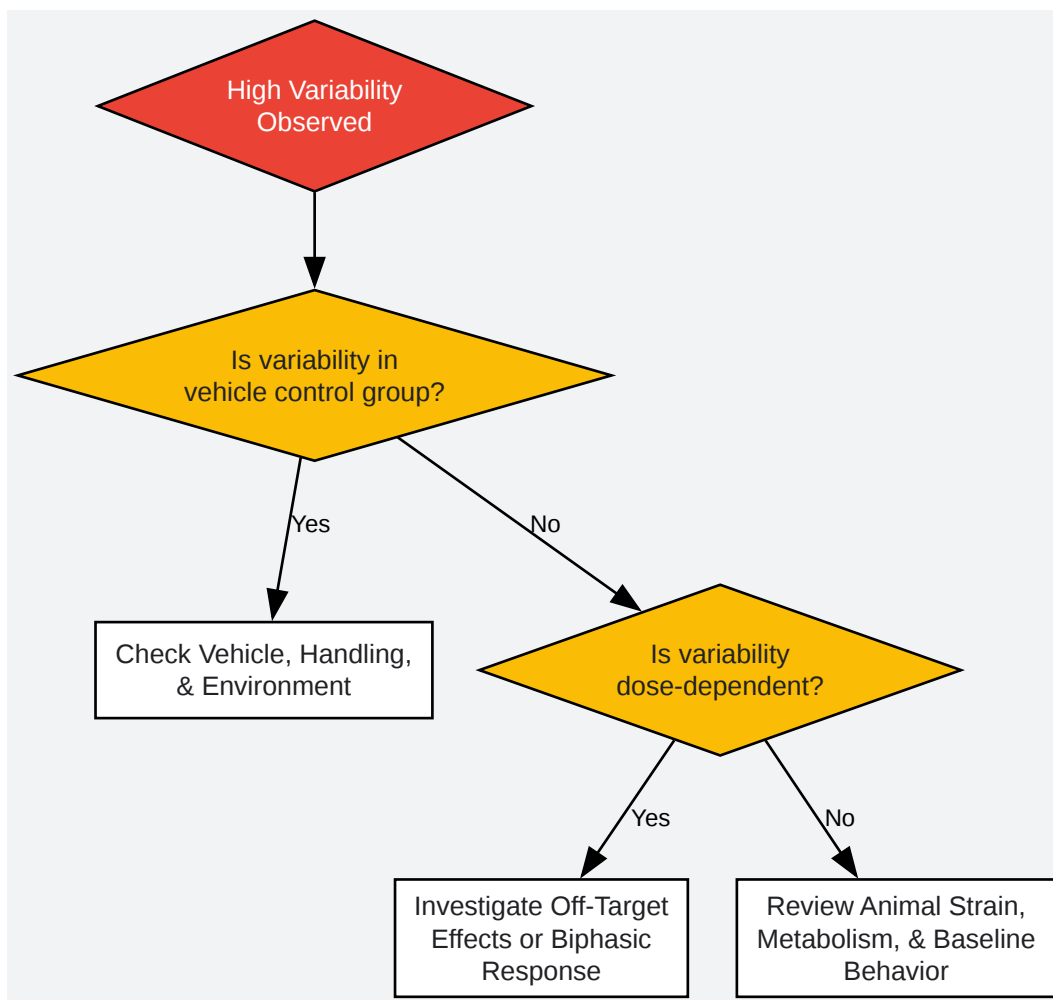 High Variability
Observed
Is variability in
vehicle control group?
Yes
No
Check Vehicle, Handling,
& Environment
Is variability
dose-dependent?
Yes
No
Investigate Off-Target
Effects or Biphasic
Response
Review Animal Strain,
Metabolism, & Baseline
Behavior